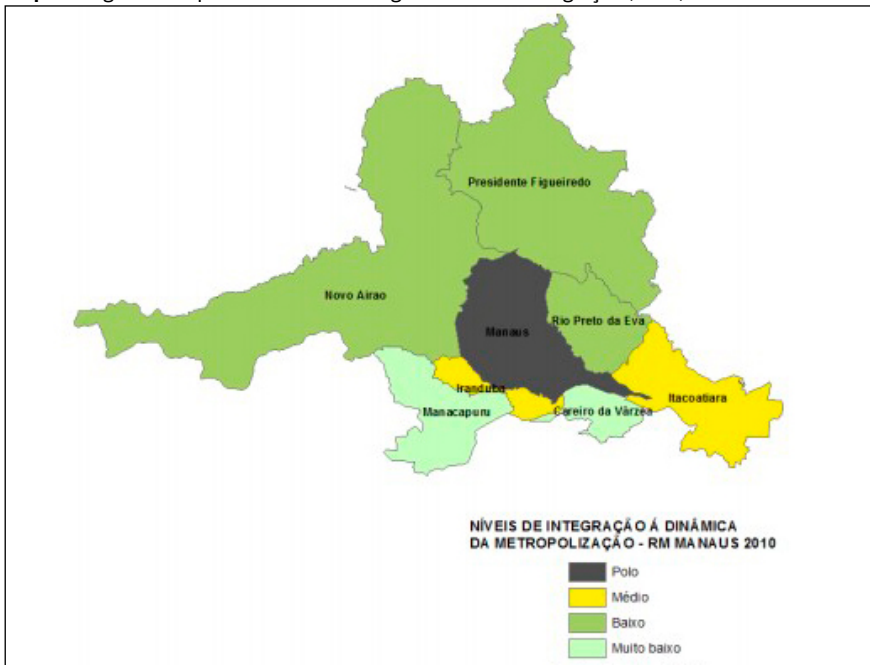 Presidente Figueiredo
Novo Airao
Rio Preto da Eva
Manaus
Iranduba
Itacoatiara
Manacapuru
Careiro da Várzea
NÍVEIS DE INTEGRAÇÃO Á DINÂMICA
DA METROPOLIZAÇÃO - RM MANAUS 2010
Polo
Médio
Baixo
Muito baixo